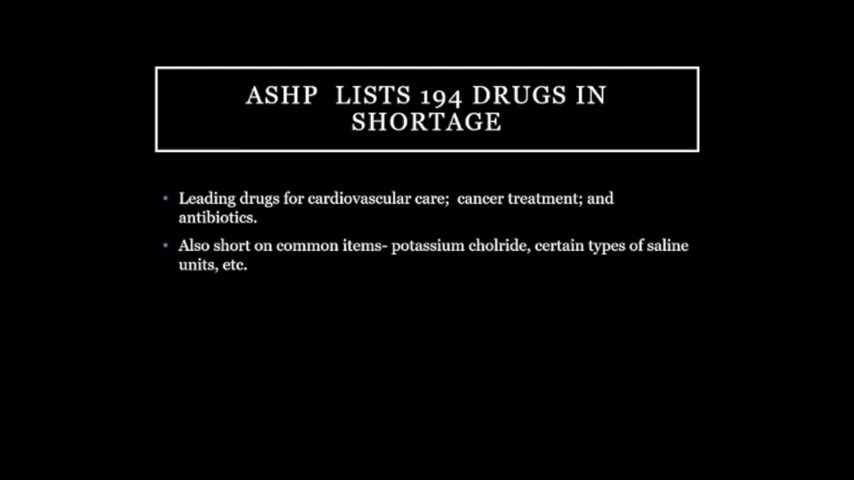 ASHP  LISTS 194 DRUGS IN
SHORTAGE
• Leading drugs for cardiovascular care;  cancer treatment; and
antibiotics.
• Also short on common items- potassium cholride, certain types of saline
units, etc.